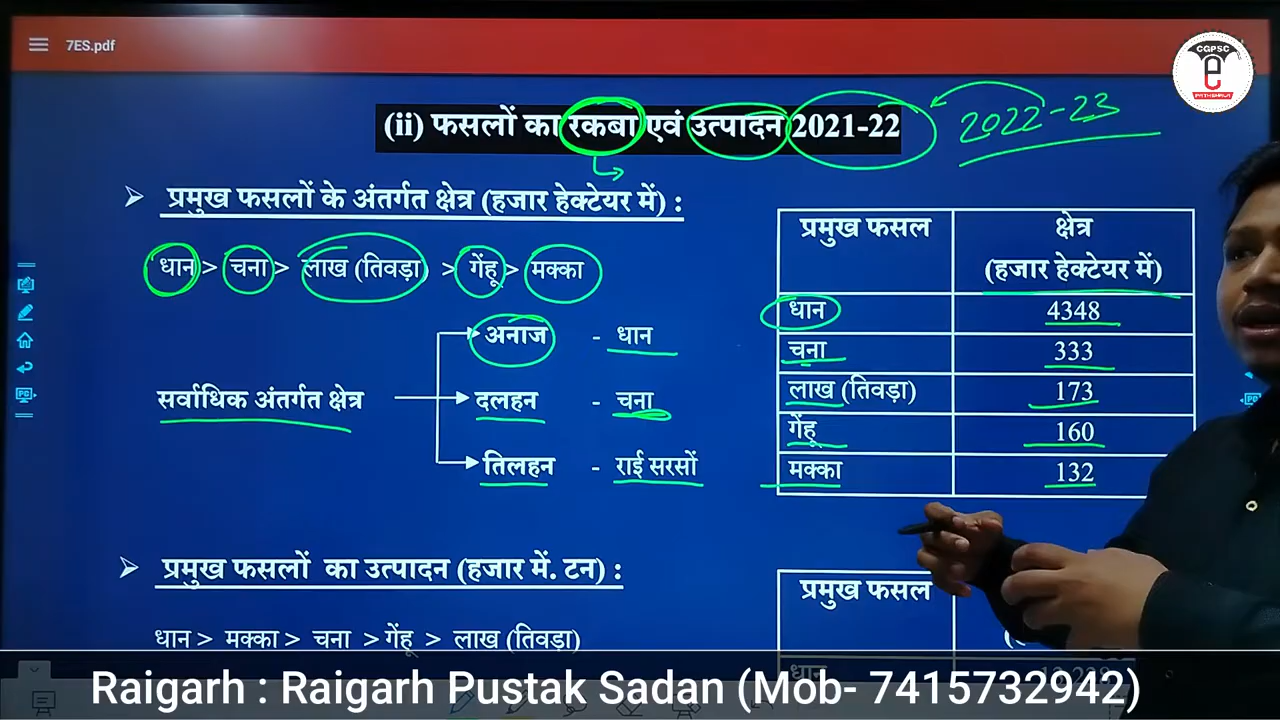 7ES.pdf
CGPSC
(ii) फसलों का रकबा एवं उत्पादन 2021-22
2022-23
प्रमुख फसलों के अंतर्गत क्षेत्र (हजार हेक्टेयर में) :
धान > चना > लाख (तिवड़ा) > गेंहू > मक्का
अनाज - धान
सर्वाधिक अंतर्गत क्षेत्र
दलहन - चना
तिलहन - राई सरसों
प्रमुख फसल क्षेत्र
(हजार हेक्टेयर में)
धान 4348
चना 333
लाख (तिवड़ा) 173
गेंहू 160
मक्का 132
प्रमुख फसलों का उत्पादन (हजार में. टन) :
धान > मक्का > चना > गेंहू > लाख (तिवड़ा)
प्रमुख फसल
धान
Raigarh : Raigarh Pustak Sadan (Mob- 7415732942)